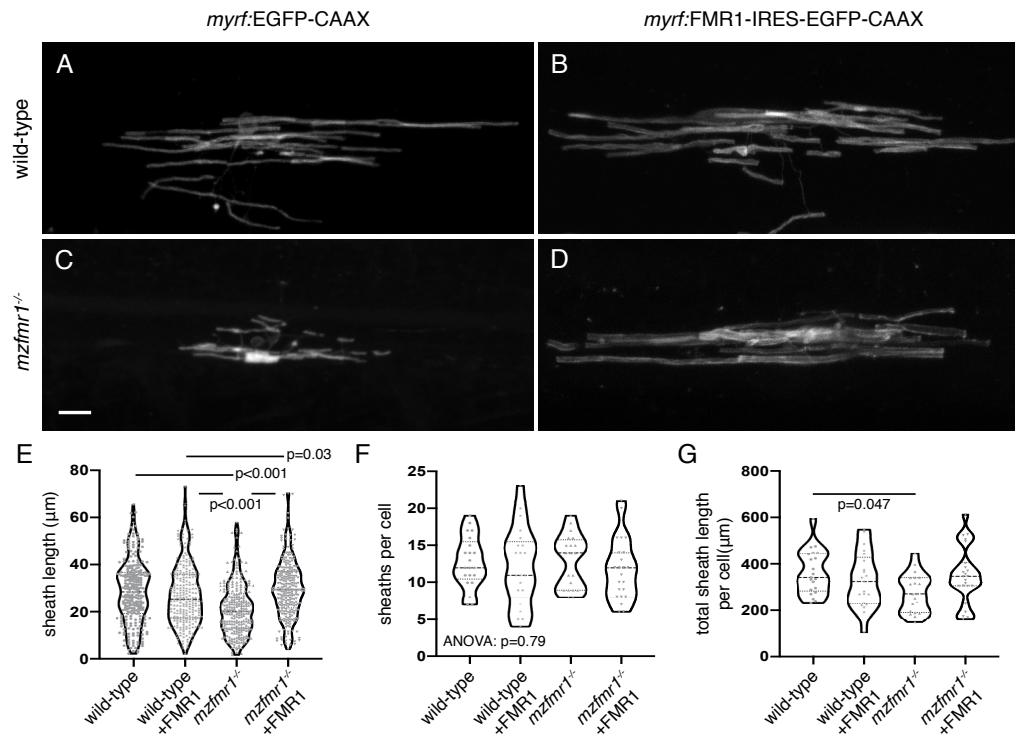 myrf:EGFP-CAAX
myrf:FMR1-IRES-EGFP-CAAX
wild-type
A
B
mzfmr1-/-
C
D
E
sheath length (µm)
80
60
40
20
0
p=0.03
p<0.001
p<0.001
wild-type
wild-type
+FMR1
mzfmr1-/-
mzfmr1-/-
+FMR1
F
sheaths per cell
25
20
15
10
5
0
ANOVA: p=0.79
wild-type
wild-type
+FMR1
mzfmr1-/-
mzfmr1-/-
+FMR1
G
total sheath length
per cell(µm)
800
600
400
200
0
p=0.047
wild-type
wild-type
+FMR1
mzfmr1-/-
mzfmr1-/-
+FMR1